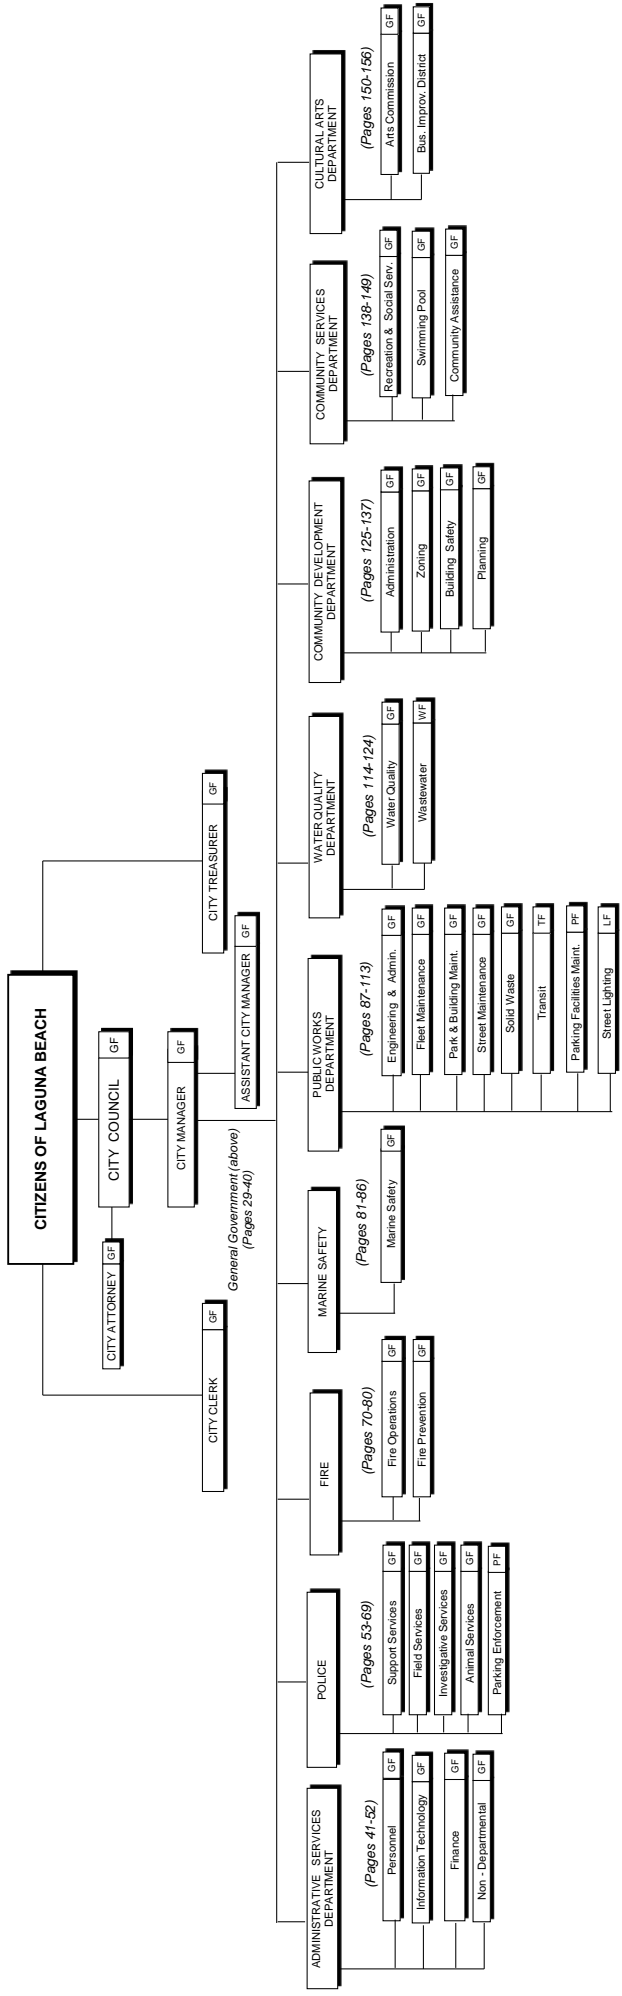 CITIZENS OF LAGUNA BEACH
CITY ATTORNEY GF
CITY COUNCIL GF
CITY CLERK GF
CITY MANAGER GF
CITY TREASURER GF
ASSISTANT CITY MANAGER GF
General Government (above)
(Pages 29-40)
ADMINISTRATIVE SERVICES
DEPARTMENT
(Pages 41-52)
Personnel GF
Information Technology GF
Finance GF
Non - Departmental GF
POLICE
(Pages 53-69)
Support Services GF
Field Services GF
Investigative Services GF
Animal Services GF
Parking Enforcement PF
FIRE
(Pages 70-80)
Fire Operations GF
Fire Prevention GF
MARINE SAFETY
(Pages 81-86)
Marine Safety GF
PUBLIC WORKS
DEPARTMENT
(Pages 87-113)
Engineering & Admin. GF
Fleet Maintenance GF
Park & Building Maint. GF
Street Maintenance GF
Solid Waste GF
Transit TF
Parking Facilities Maint. PF
Street Lighting LF
WATER QUALITY
DEPARTMENT
(Pages 114-124)
Water Quality GF
Wastewater WF
COMMUNITY DEVELOPMENT
DEPARTMENT
(Pages 125-137)
Administration GF
Zoning GF
Building Safety GF
Planning GF
COMMUNITY SERVICES
DEPARTMENT
(Pages 138-149)
Recreation & Social Serv. GF
Swimming Pool GF
Community Assistance GF
CULTURAL ARTS
DEPARTMENT
(Pages 150-156)
Arts Commission GF
Bus. Improv. District GF